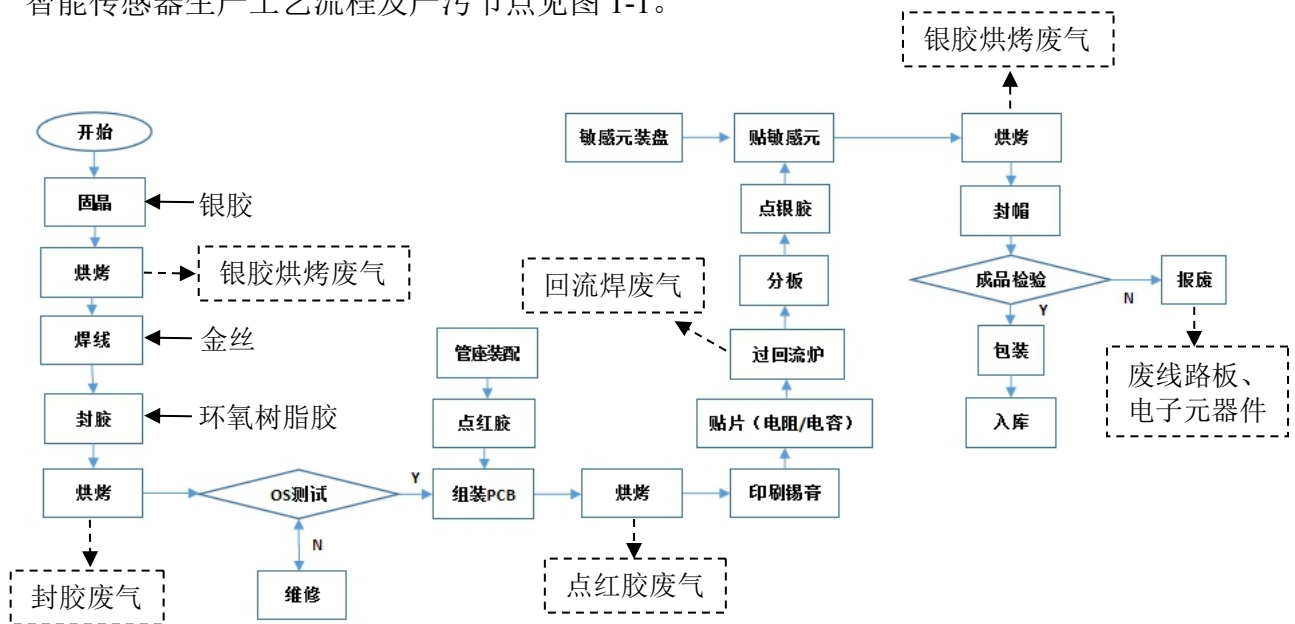 智能传感器生产工艺流程及产污节点见图 1-1。
开始
固晶
银胶
烘烤
银胶烘烤废气
焊线
金丝
封胶
环氧树脂胶
烘烤
封胶废气
OS测试
Y
N
维修
管座装配
点红胶
组装PCB
烘烤
点红胶废气
印刷锡膏
贴片（电阻/电容）
过回流炉
回流焊废气
分板
点银胶
敏感元装盘
贴敏感元
烘烤
银胶烘烤废气
封帽
成品检验
N
报废
废线路板、
电子元器件
Y
包装
入库